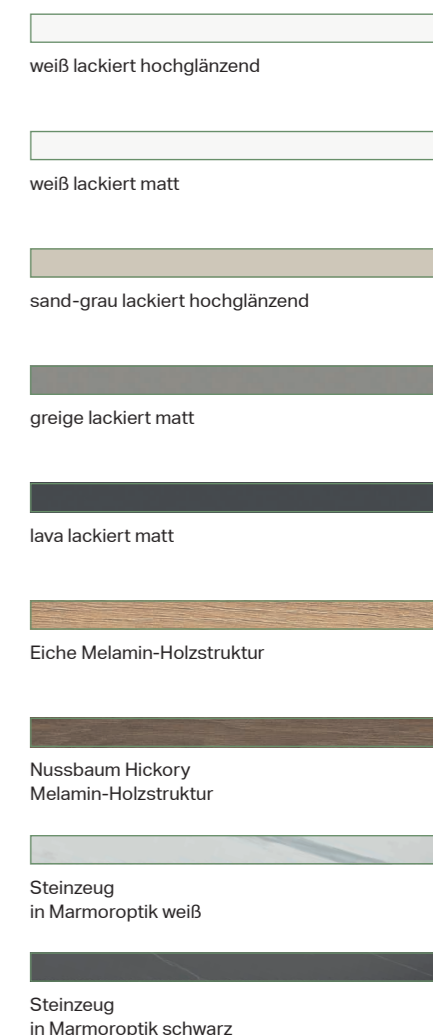 weiß lackiert hochglänzend
weiß lackiert matt
sand-grau lackiert hochglänzend
greige lackiert matt
lava lackiert matt
Eiche Melamin-Holzstruktur
Nussbaum Hickory
Melamin-Holzstruktur
Steinzeug
in Marmoroptik weiß
Steinzeug
in Marmoroptik schwarz